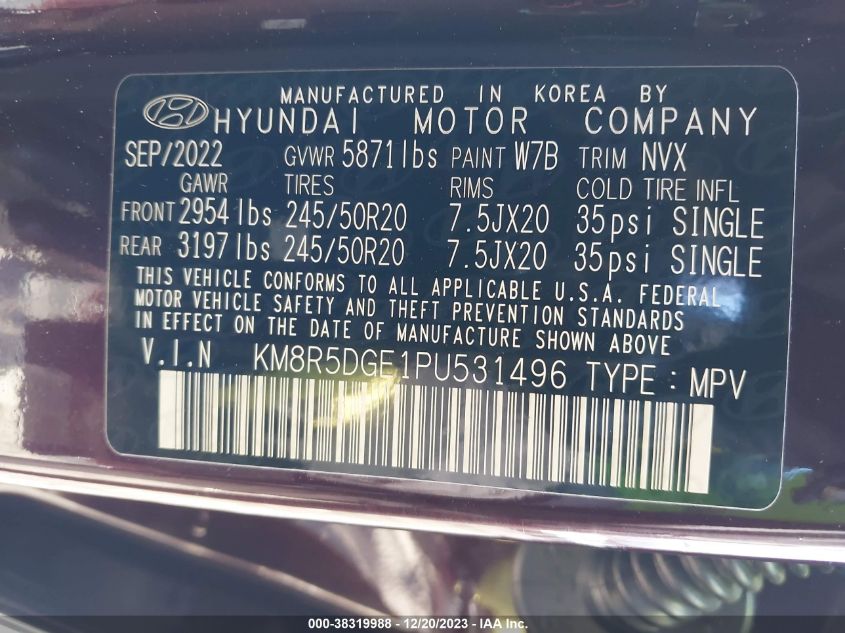 MANUFACTURED IN KOREA BY
HYUNDAI MOTOR COMPANY
SEP/2022 GVWR 5871lbs PAINT W7B TRIM NVX
GAWR TIRES RIMS COLD TIRE INFL
FRONT 2954lbs 245/50R20 7.5JX20 35psi SINGLE
REAR 3197lbs 245/50R20 7.5JX20 35psi SINGLE
THIS VEHICLE CONFORMS TO ALL APPLICABLE U.S.A. FEDERAL
MOTOR VEHICLE SAFETY AND THEFT PREVENTION STANDARDS
IN EFFECT ON THE DATE OF MANUFACTURE SHOWN ABOVE
V.I.N KM8R5DGE1PU531496 TYPE : MPV
000-38319988 - 12/20/2023 - IAA Inc.